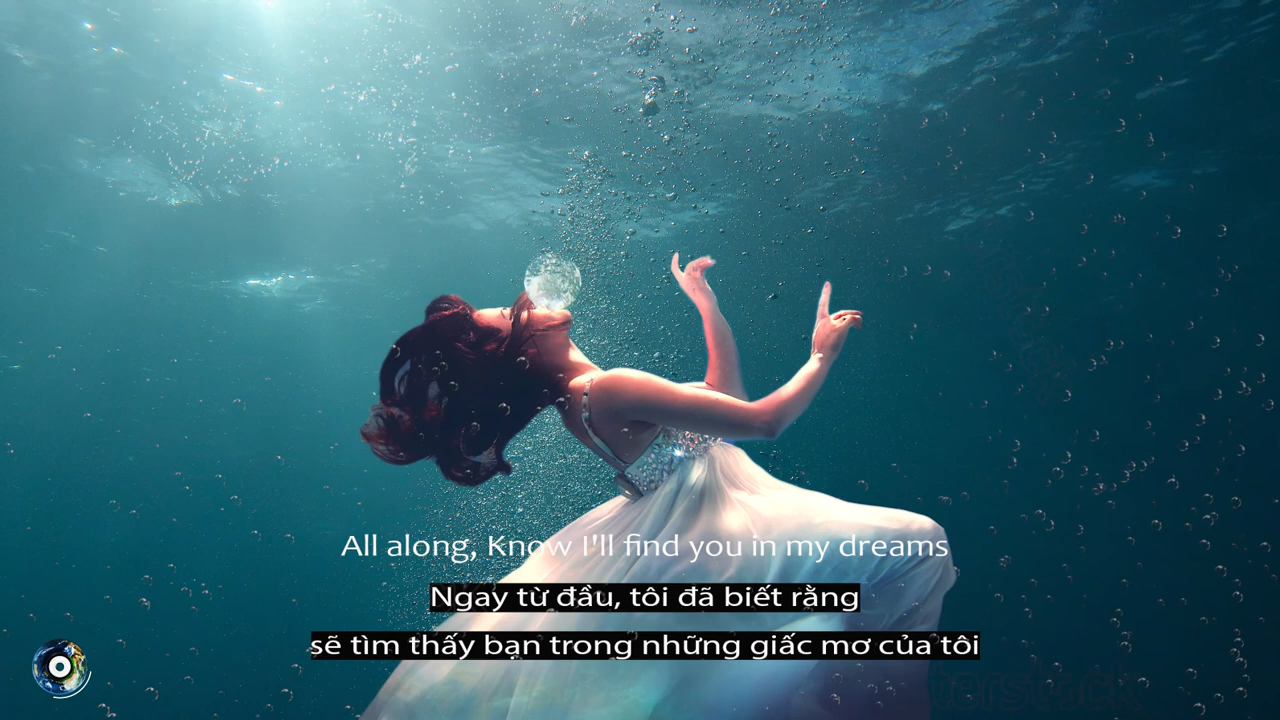 All along, Know I'll find you in my dreams
Ngay từ đầu, tôi đã biết rằng
sẽ tìm thấy bạn trong những giấc mơ của tôi